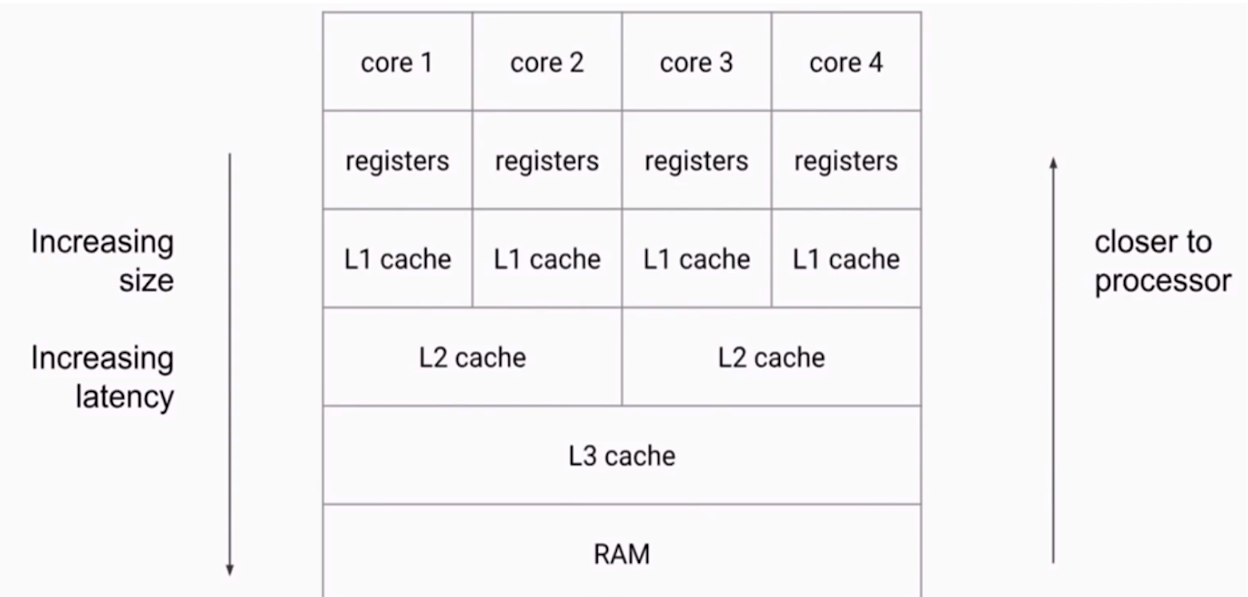 core 1 core 2 core 3 core 4
registers registers registers registers
L1 cache L1 cache L1 cache L1 cache
L2 cache L2 cache
L3 cache
RAM
Increasing
size
Increasing
latency
closer to
processor